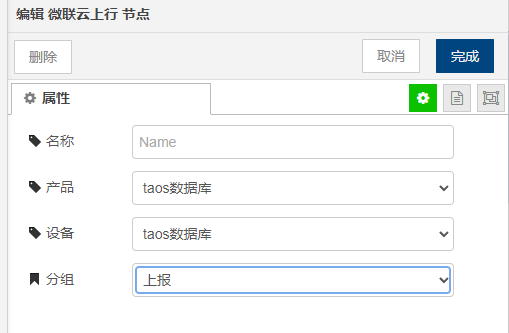 编辑 微联云上行 节点
删除 取消 完成
属性
名称 Name
产品 taos数据库
设备 taos数据库
分组 上报